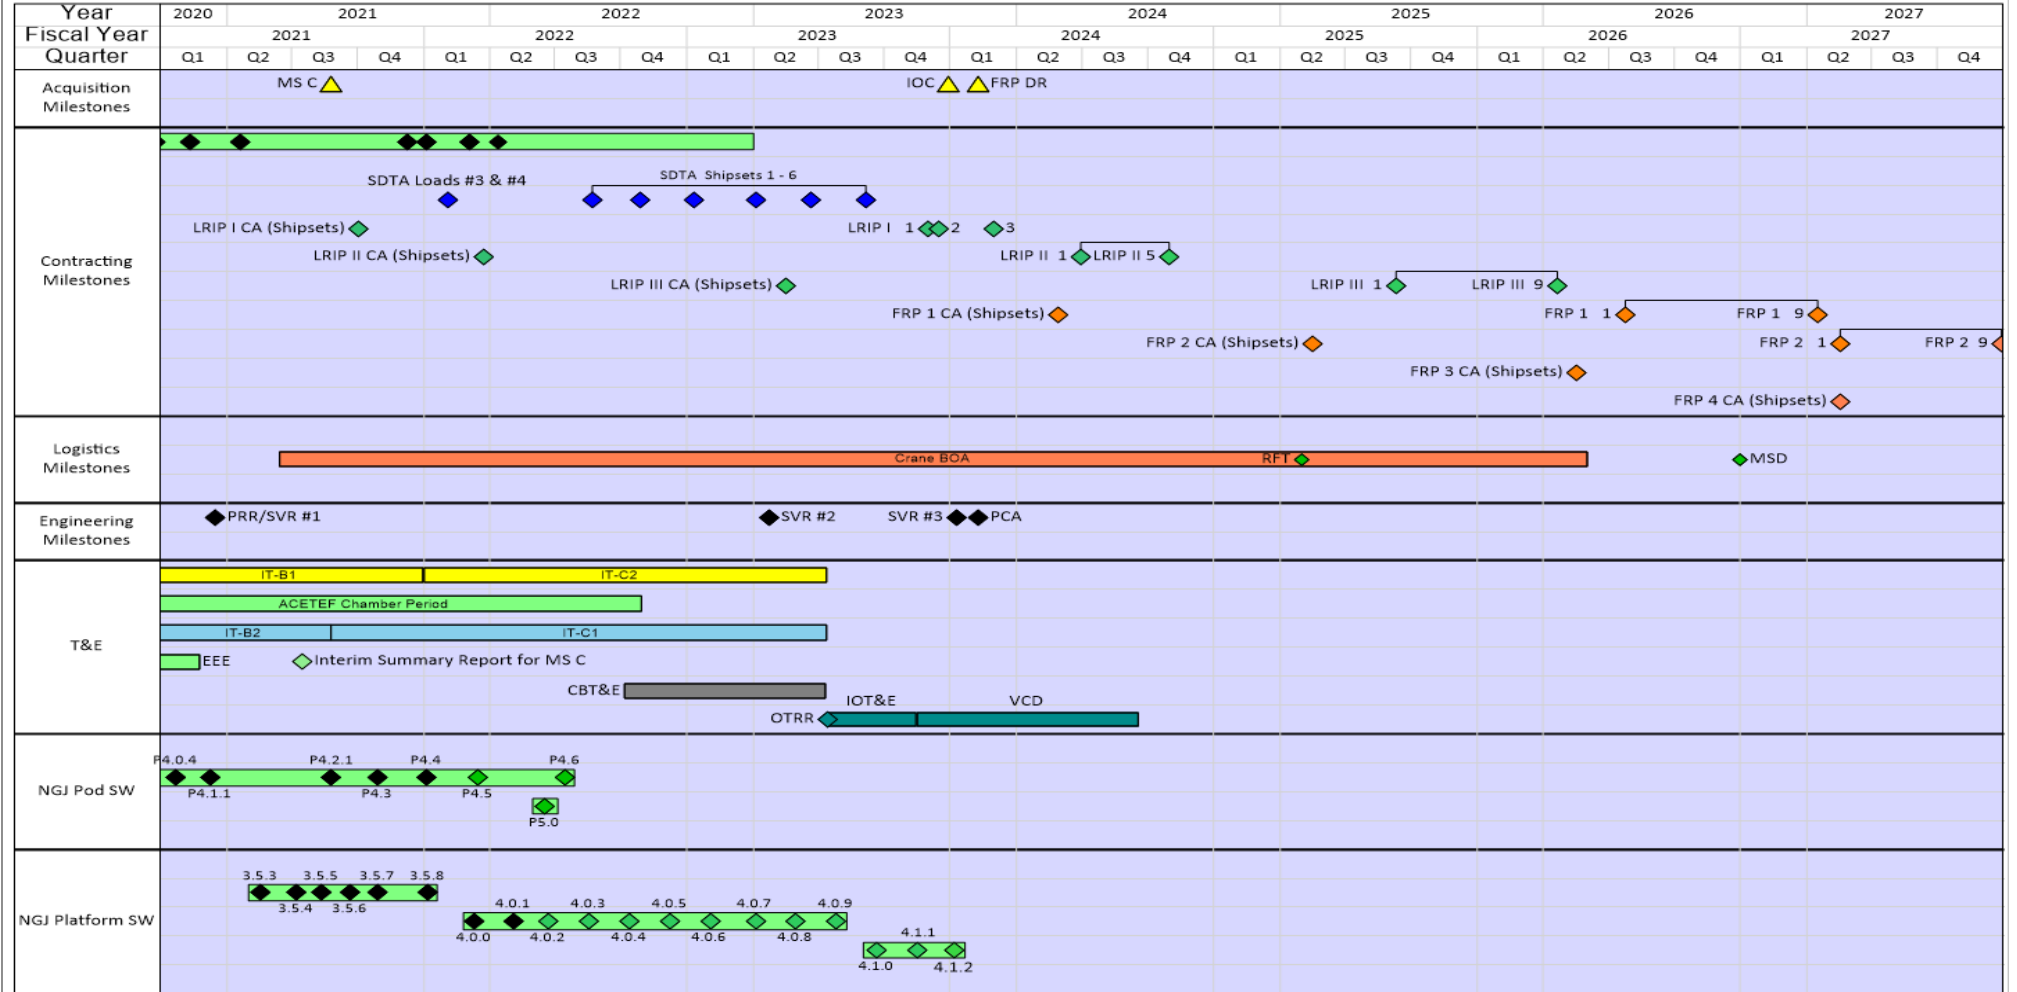 Year 2020 2021 2022 2023 2024 2025 2026 2027
Fiscal Year 2021 2022 2023 2024 2025 2026 2027
Quarter Q1 Q2 Q3 Q4 Q1 Q2 Q3 Q4 Q1 Q2 Q3 Q4 Q1 Q2 Q3 Q4 Q1 Q2 Q3 Q4 Q1 Q2 Q3 Q4 Q1 Q2 Q3 Q4
Acquisition
Milestones
MS C
IOC
FRP DR
Contracting
Milestones
SDTA Loads #3 & #4
SDTA Shipsets 1 - 6
LRIP I CA (Shipsets)
LRIP I 1
2
3
LRIP II CA (Shipsets)
LRIP II 1
LRIP II 5
LRIP III CA (Shipsets)
LRIP III 1
LRIP III 9
FRP 1 CA (Shipsets)
FRP 1 1
FRP 1 9
FRP 2 CA (Shipsets)
FRP 2 1
FRP 2 9
FRP 3 CA (Shipsets)
FRP 4 CA (Shipsets)
Logistics
Milestones
Crane BOA
RFT
MSD
Engineering
Milestones
PRR/SVR #1
SVR #2
SVR #3
PCA
T&E
IT-B1
IT-C2
ACETEF Chamber Period
IT-B2
IT-C1
EEE
Interim Summary Report for MS C
CBT&E
IOT&E
VCD
OTRR
NGJ Pod SW
P4.0.4
P4.2.1
P4.4
P4.6
P4.1.1
P4.3
P4.5
P5.0
NGJ Platform SW
3.5.3
3.5.5
3.5.7
3.5.8
3.5.4
3.5.6
4.0.1
4.0.3
4.0.5
4.0.7
4.0.9
4.0.0
4.0.2
4.0.4
4.0.6
4.0.8
4.1.1
4.1.0
4.1.2